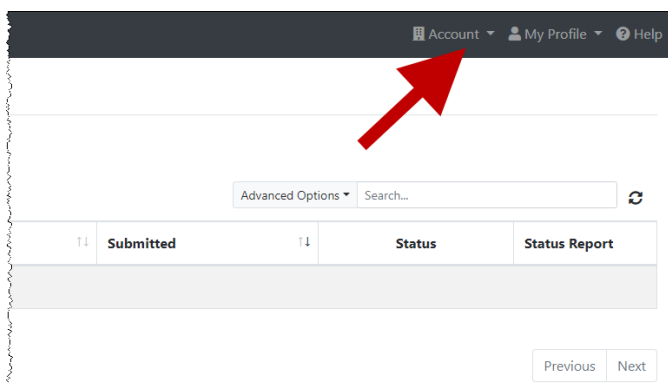 Account My Profile Help
Advanced Options Search...
Submitted Status Status Report
Previous Next